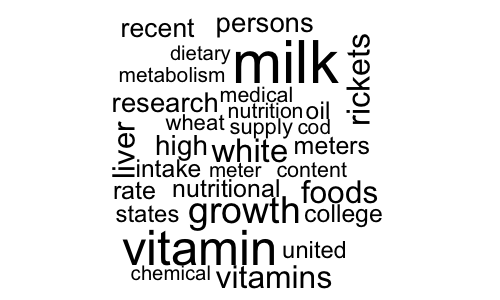 recent persons
dietary milk rickets
metabolism
research medical
nutrition oil
wheat supply cod
liver high white meters
intake meter content
rate nutritional foods
states growth college
vitamin united
chemical vitamins